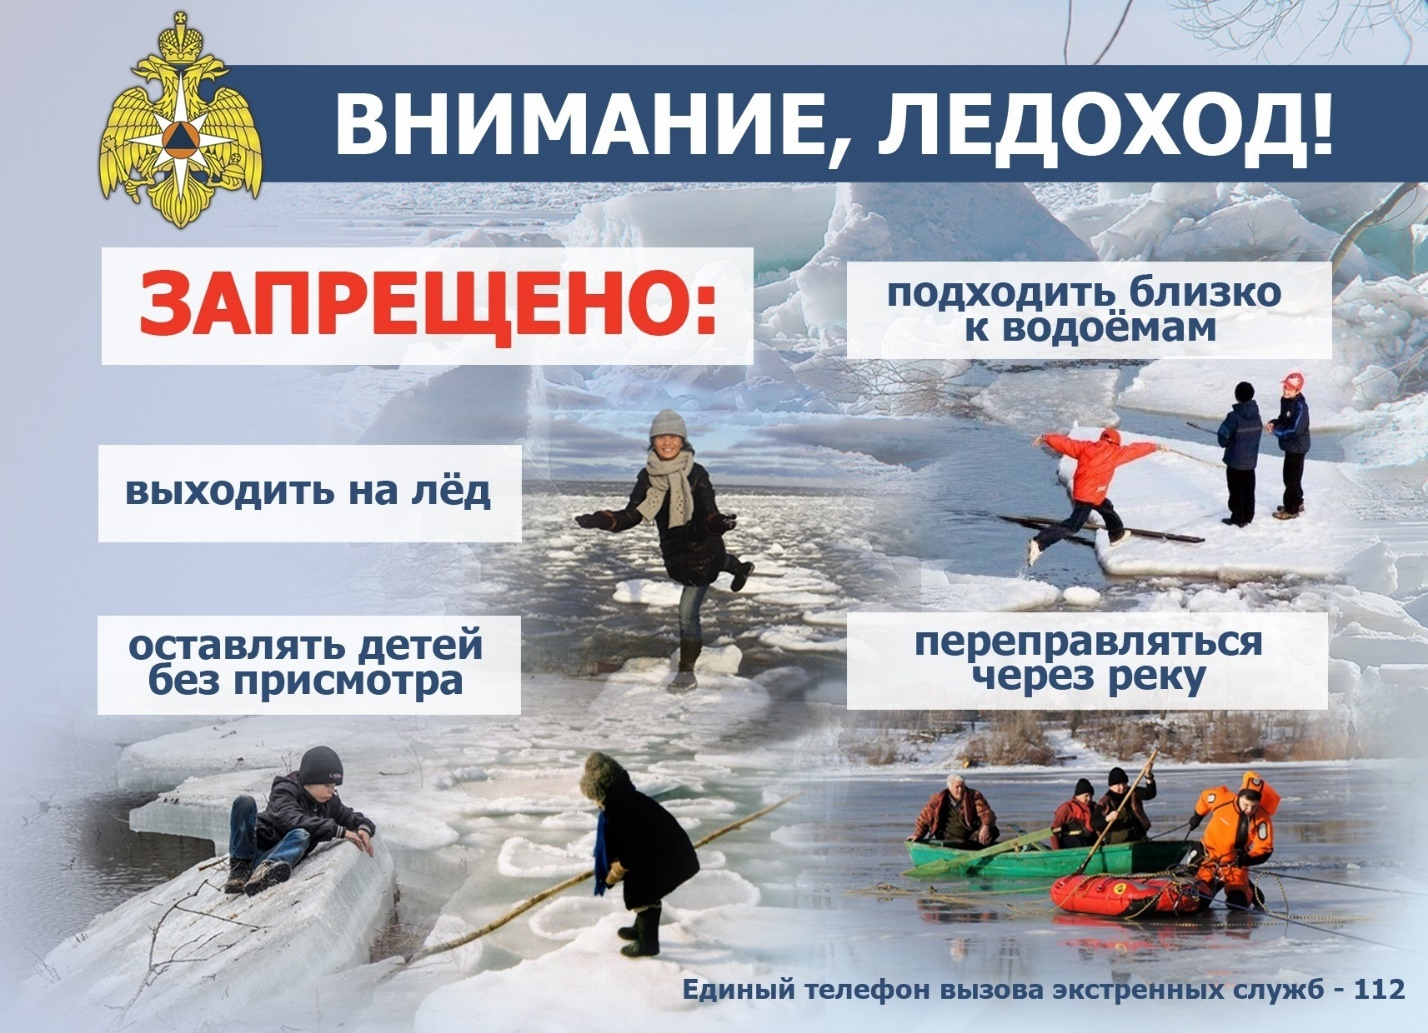 ВНИМАНИЕ, ЛЕДОХОД!
ЗАПРЕЩЕНО:
подходить близко
к водоёмам
выходить на лёд
оставлять детей
без присмотра
переправляться
через реку
Единый телефон вызова экстренных служб - 112